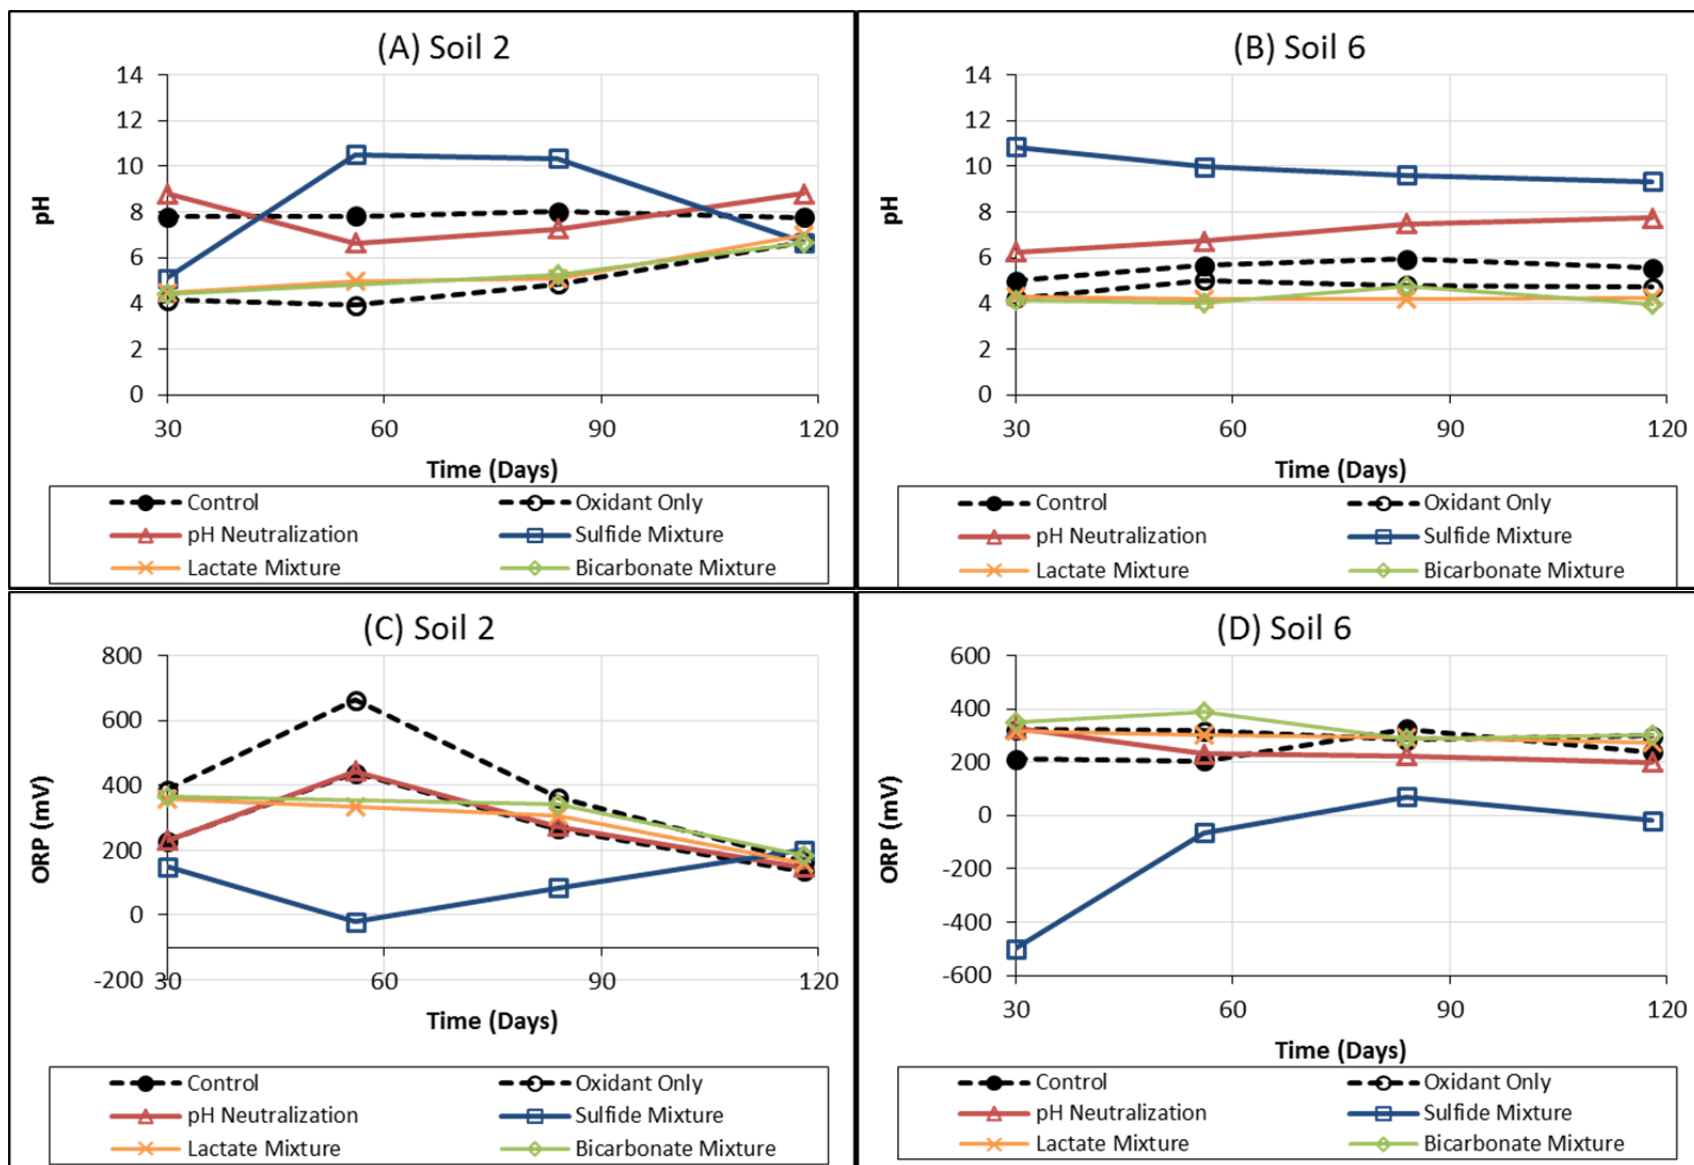 (A) Soil 2
14
12
10
8
6
4
2
0
pH
30 60 90 120
Time (Days)
Control Oxidant Only
pH Neutralization Sulfide Mixture
Lactate Mixture Bicarbonate Mixture
(B) Soil 6
14
12
10
8
6
4
2
0
pH
30 60 90 120
Time (Days)
Control Oxidant Only
pH Neutralization Sulfide Mixture
Lactate Mixture Bicarbonate Mixture
(C) Soil 2
800
600
400
200
0
-200
ORP (mV)
30 60 90 120
Time (Days)
Control Oxidant Only
pH Neutralization Sulfide Mixture
Lactate Mixture Bicarbonate Mixture
(D) Soil 6
600
400
200
0
-200
-400
-600
ORP (mV)
30 60 90 120
Time (Days)
Control Oxidant Only
pH Neutralization Sulfide Mixture
Lactate Mixture Bicarbonate Mixture